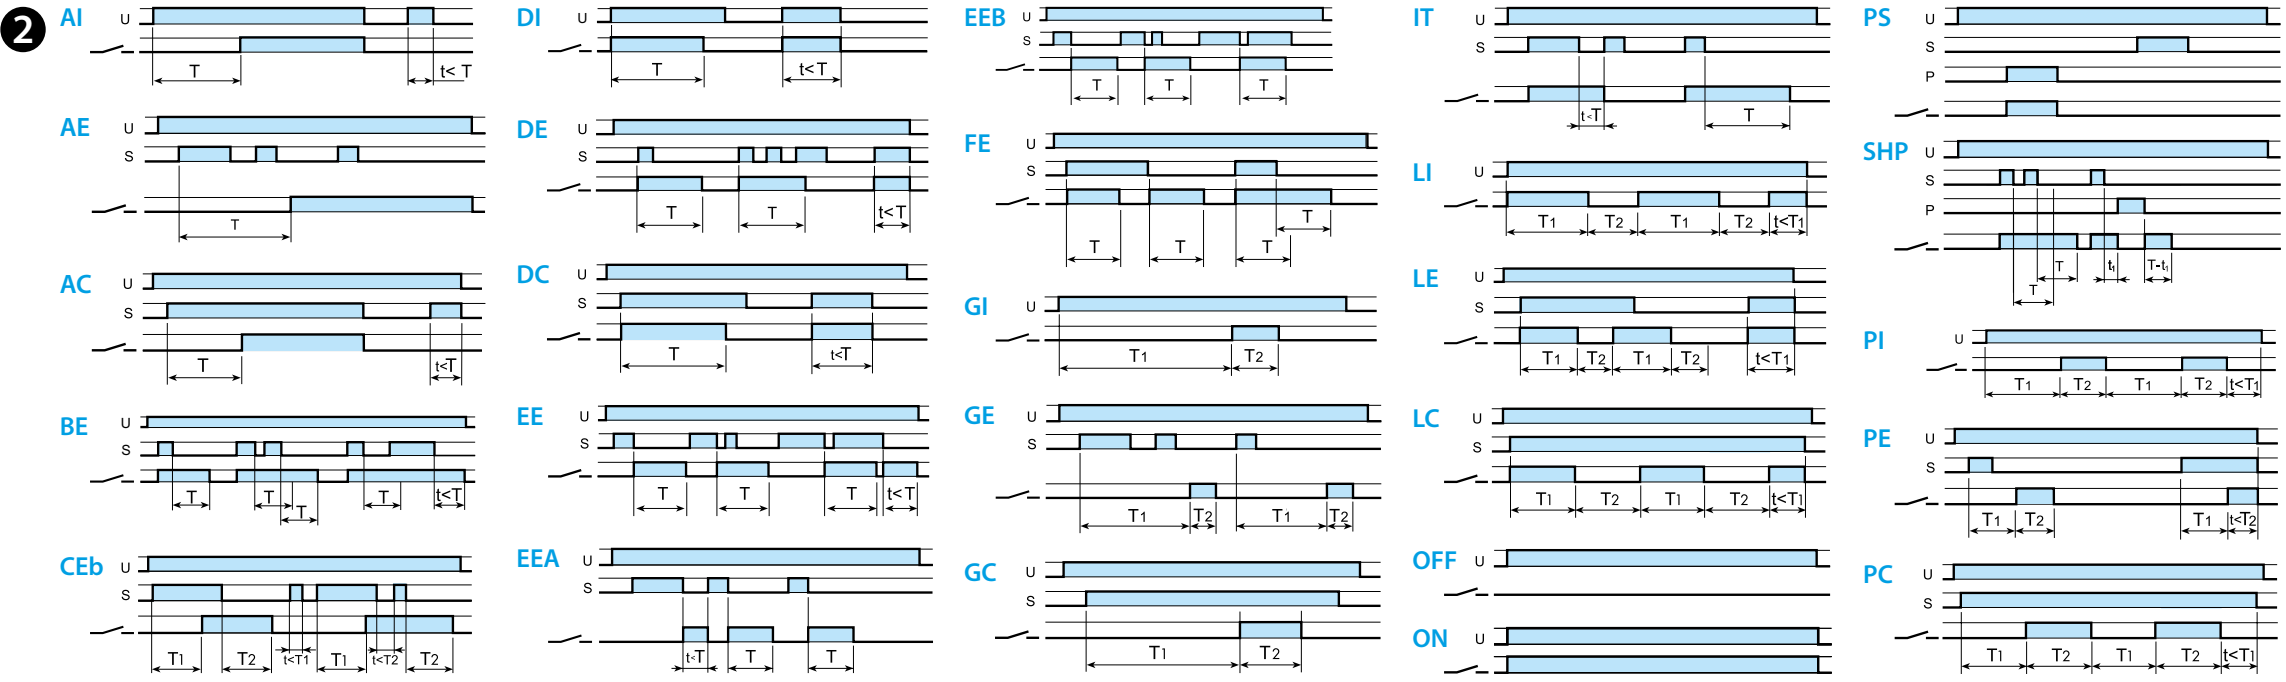 2
AI
U
T
t< T
AE
U
S
T
AC
U
S
T
t<T
BE
U
S
T
T
T
T
t<T
CEb
U
S
T1
T2
t<T1
T1
t<T2
T2
DI
U
T
t<T
DE
U
S
T
T
t<T
DC
U
S
T
t<T
EE
U
S
T
T
T
t<T
EEA
U
S
t<T
T
T
EEB
U
S
T
T
T
FE
U
S
T
T
T
T
GI
U
T1
T2
GE
U
S
T1
T2
T1
T2
GC
U
S
T1
T2
IT
U
S
t<T
T
LI
U
T1
T2
T1
T2
t<T1
LE
U
S
T1
T2
T1
T2
t<T1
LC
U
S
T1
T2
T1
T2
t<T1
OFF
U
ON
U
PS
U
S
P
SHP
U
S
P
T
t1
T-t1
T
PI
U
T1
T2
T1
T2
t<T1
PE
U
S
T1
T2
T1
t<T2
PC
U
S
T1
T2
T1
T2
t<T1